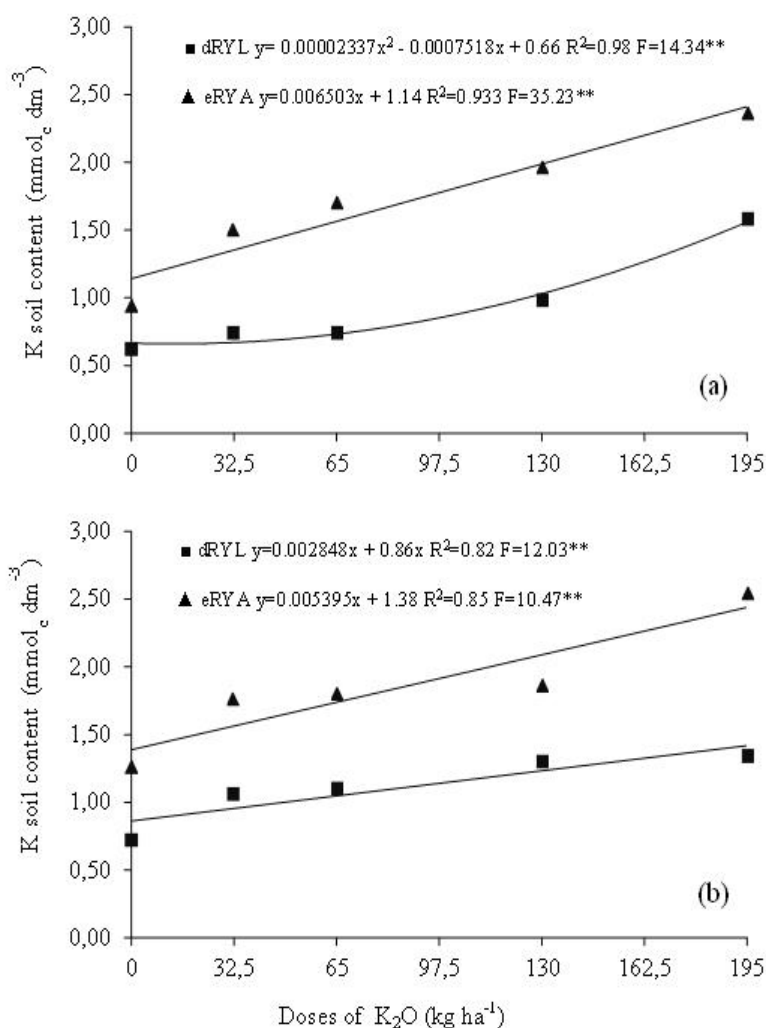 3,00
■ dRYL y= 0.00002337x² - 0.0007518x + 0.66 R²=0.98 F=14.34**
2,50
▲ eRYA y=0.006503x + 1.14 R²=0.933 F=35.23**
2,00
1,50
1,00
0,50
0,00
K soil content (mmol_c dm⁻³)
(a)
0 32,5 65 97,5 130 162,5 195
3,00
■ dRYL y=0.002848x + 0.86x R²=0.82 F=12.03**
2,50
▲ eRYA y=0.005395x + 1.38 R²=0.85 F=10.47**
2,00
1,50
1,00
0,50
0,00
K soil content (mmol_c dm⁻³)
(b)
0 32,5 65 97,5 130 162,5 195
Doses of K₂O (kg ha⁻¹)